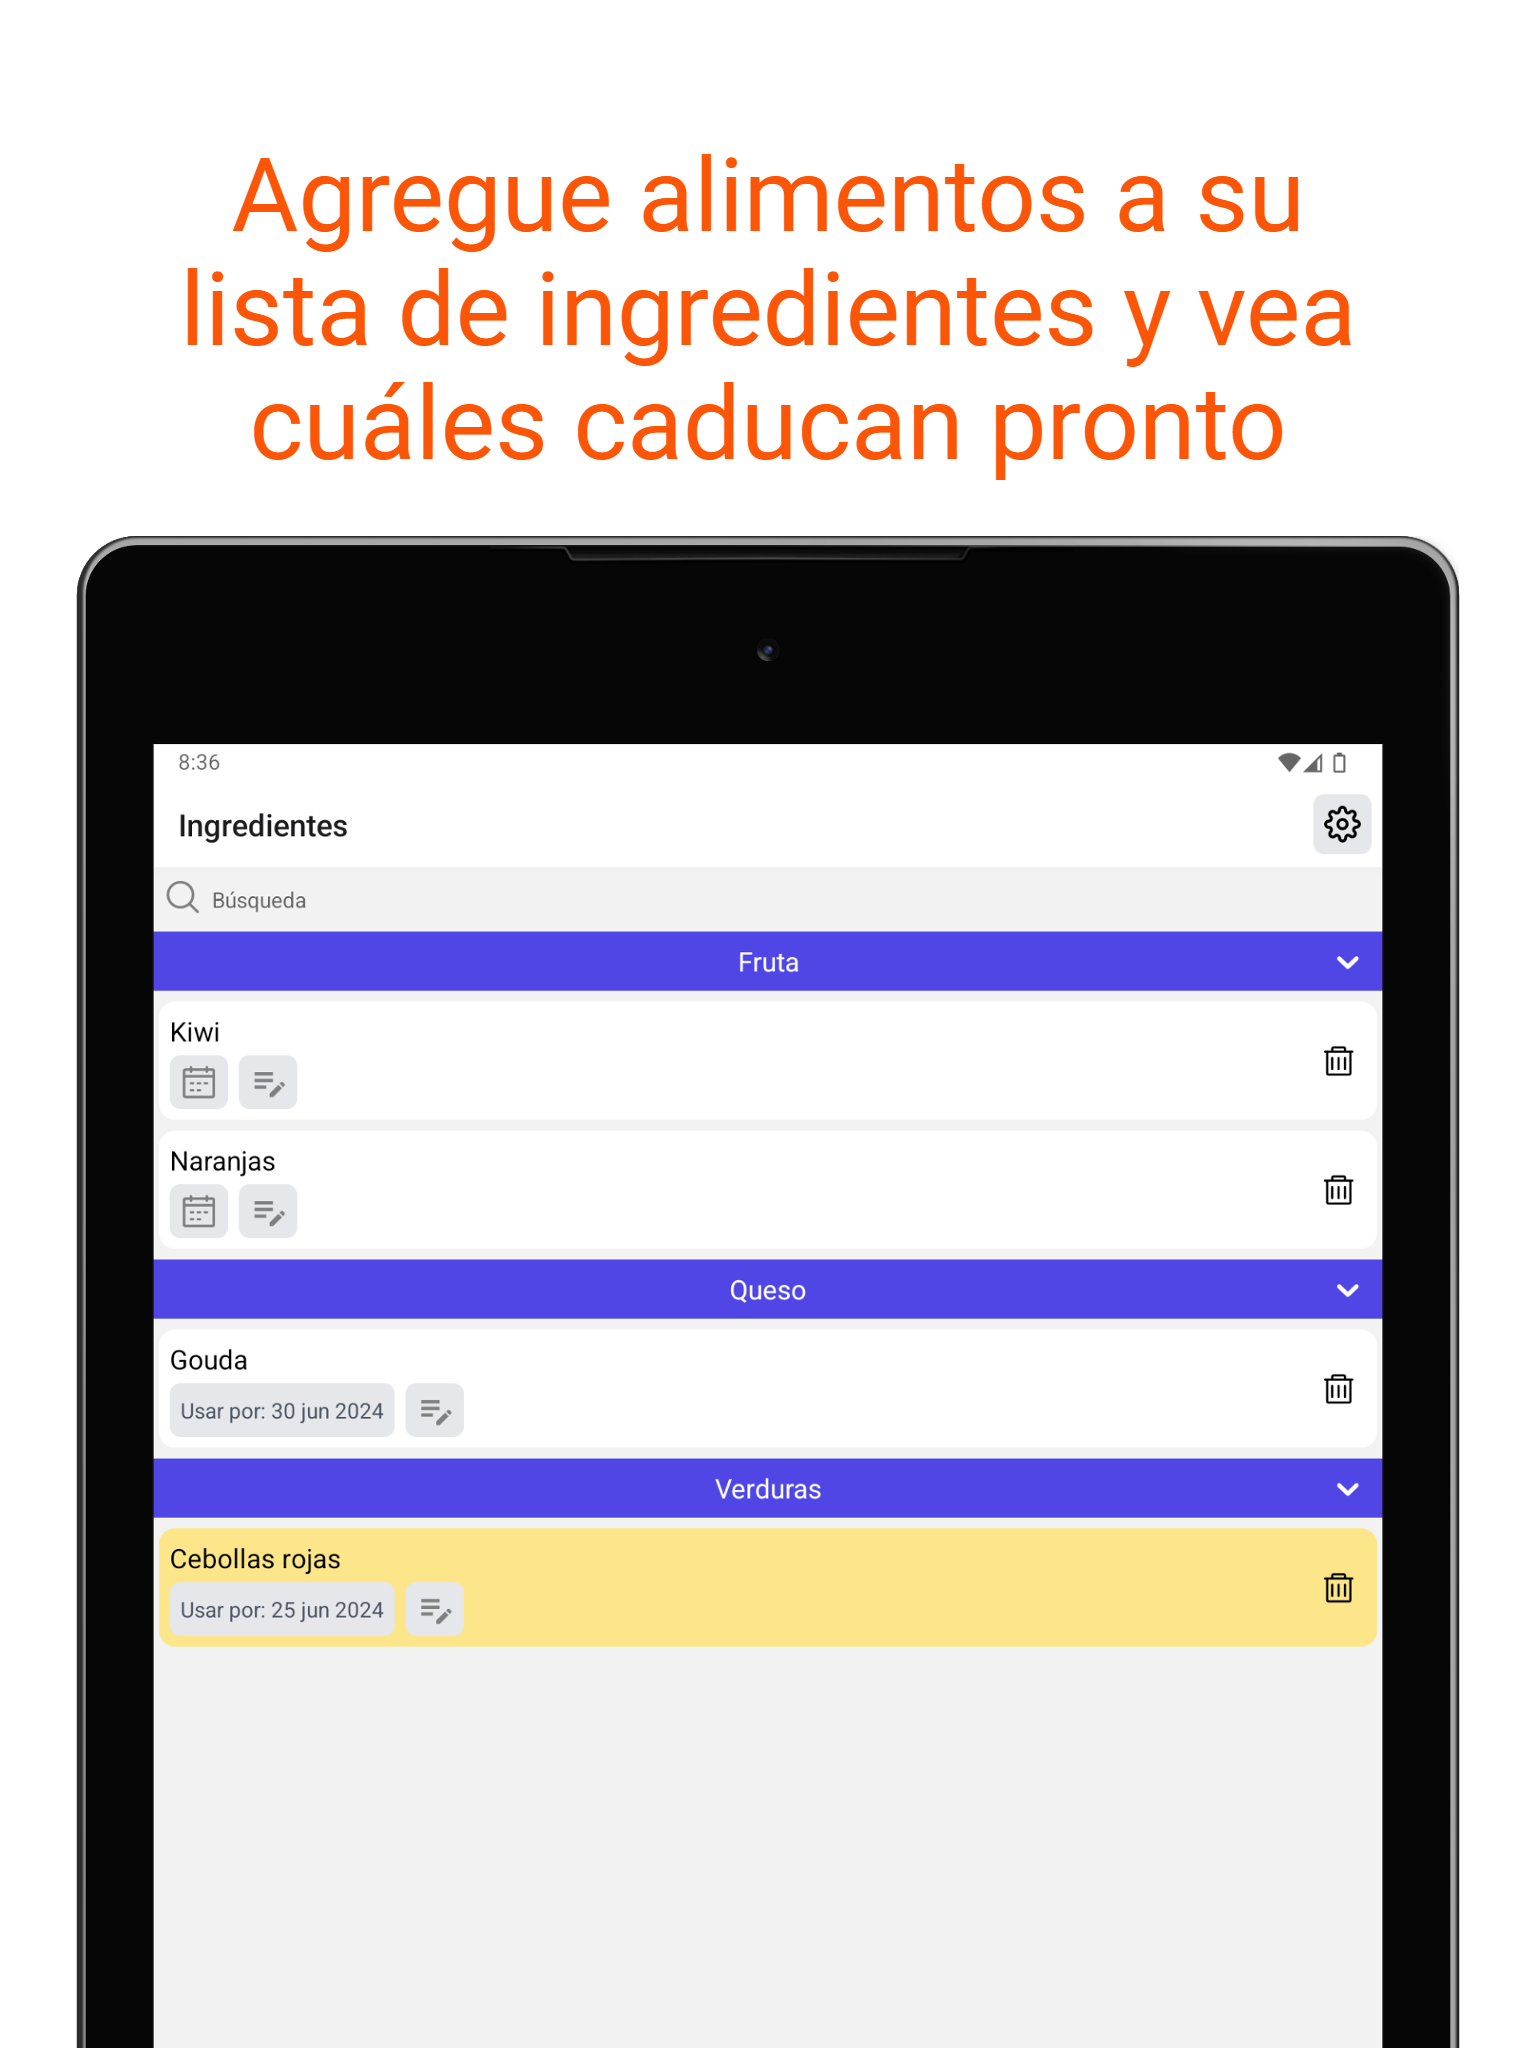 Agregue alimentos a su
lista de ingredientes y vea
cuáles caducan pronto
8:36
Ingredientes
Búsqueda
Fruta
Kiwi
Naranjas
Queso
Gouda
Usar por: 30 jun 2024
Verduras
Cebollas rojas
Usar por: 25 jun 2024